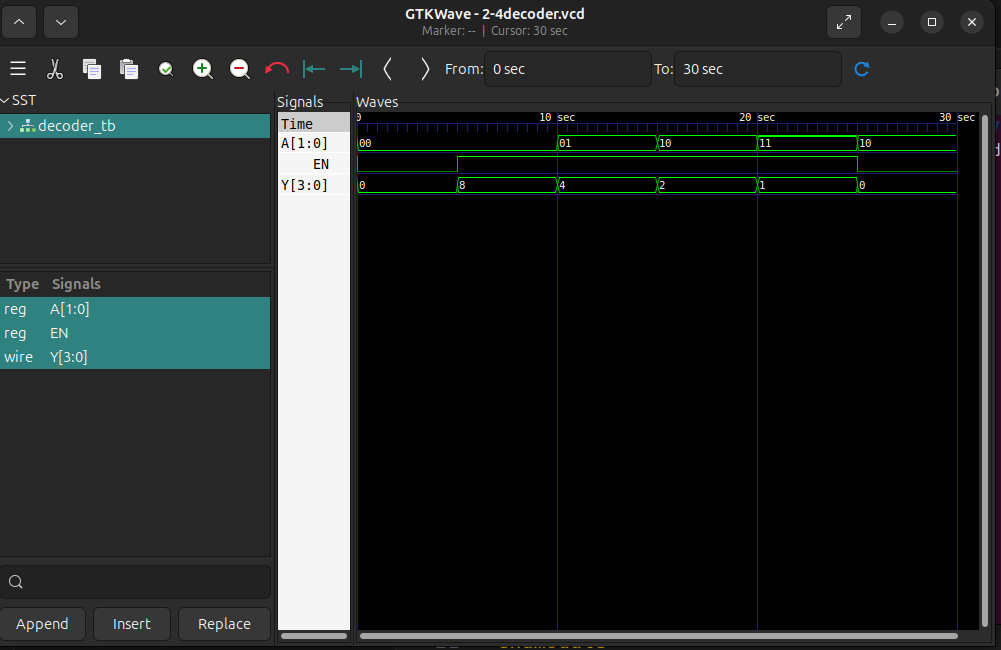 GTKWave - 2-4decoder.vcd
Marker: -- | Cursor: 30 sec
From: 0 sec To: 30 sec
SST
decoder_tb
Type Signals
reg A[1:0]
reg EN
wire Y[3:0]
Append Insert Replace
Signals
Time
A[1:0]
EN
Y[3:0]
Waves
0 10 sec 20 sec 30 sec
00 01 10 11 10
0 8 4 2 1 0